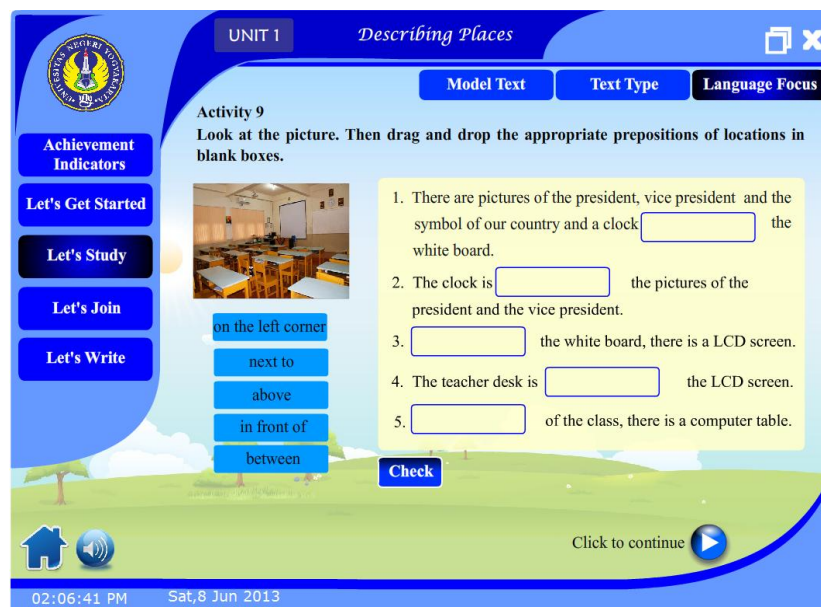 UNIT 1
Describing Places
UNIVERSITAS NEGERI YOGYAKARTA
Model Text
Text Type
Language Focus
Achievement
Indicators
Let's Get Started
Let's Study
Let's Join
Let's Write
Activity 9
Look at the picture. Then drag and drop the appropriate prepositions of locations in
blank boxes.
on the left corner
next to
above
in front of
between
1. There are pictures of the president, vice president and the
symbol of our country and a clock the
white board.
2. The clock is the pictures of the
president and the vice president.
3. the white board, there is a LCD screen.
4. The teacher desk is the LCD screen.
5. of the class, there is a computer table.
Check
Click to continue
02:06:41 PM Sat,8 Jun 2013